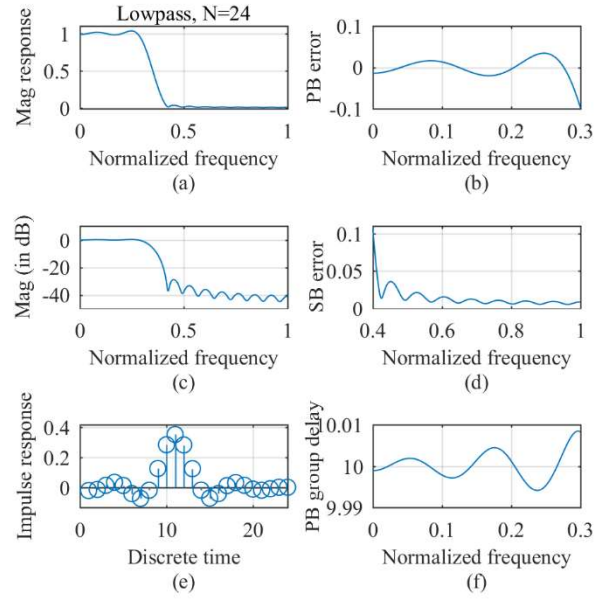 Lowpass, N=24
Mag response
1
0.5
0
0
0.5
1
Normalized frequency
(a)
PB error
0.1
0
-0.1
0
0.1
0.2
0.3
Normalized frequency
(b)
Mag (in dB)
0
-20
-40
0
0.5
1
Normalized frequency
(c)
SB error
0.1
0.05
0
0.4
0.6
0.8
1
Normalized frequency
(d)
Impulse response
0.4
0.2
0
0
10
20
Discrete time
(e)
PB group delay
10.01
10
9.99
0
0.1
0.2
0.3
Normalized frequency
(f)